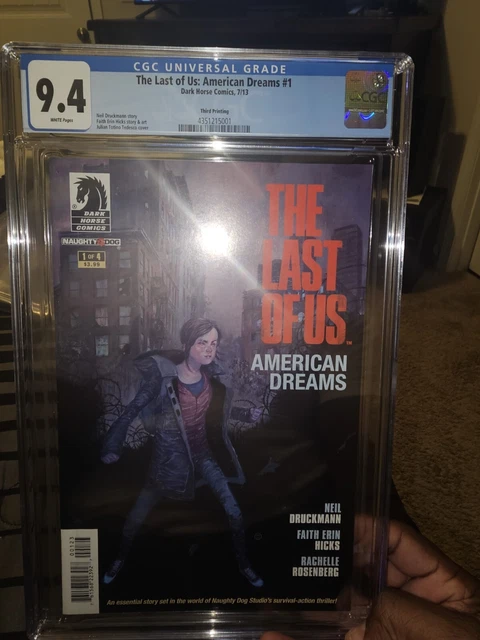 CGC UNIVERSAL GRADE
9.4
WHITE Pages
The Last of Us: American Dreams #1
Dark Horse Comics, 7/13
Third Printing
Neil Druckmann story
Faith Erin Hicks story & art
Julian Totino Tedesco cover
4351215001
CGC
DARK
HORSE
COMICS
NAUGHTY DOG
1 OF 4
$3.99
THE
LAST
OF US
AMERICAN
DREAMS
NEIL
DRUCKMANN
FAITH ERIN
HICKS
RACHELLE
ROSENBERG
An essential story set in the world of Naughty Dog Studio's survival-action thriller!